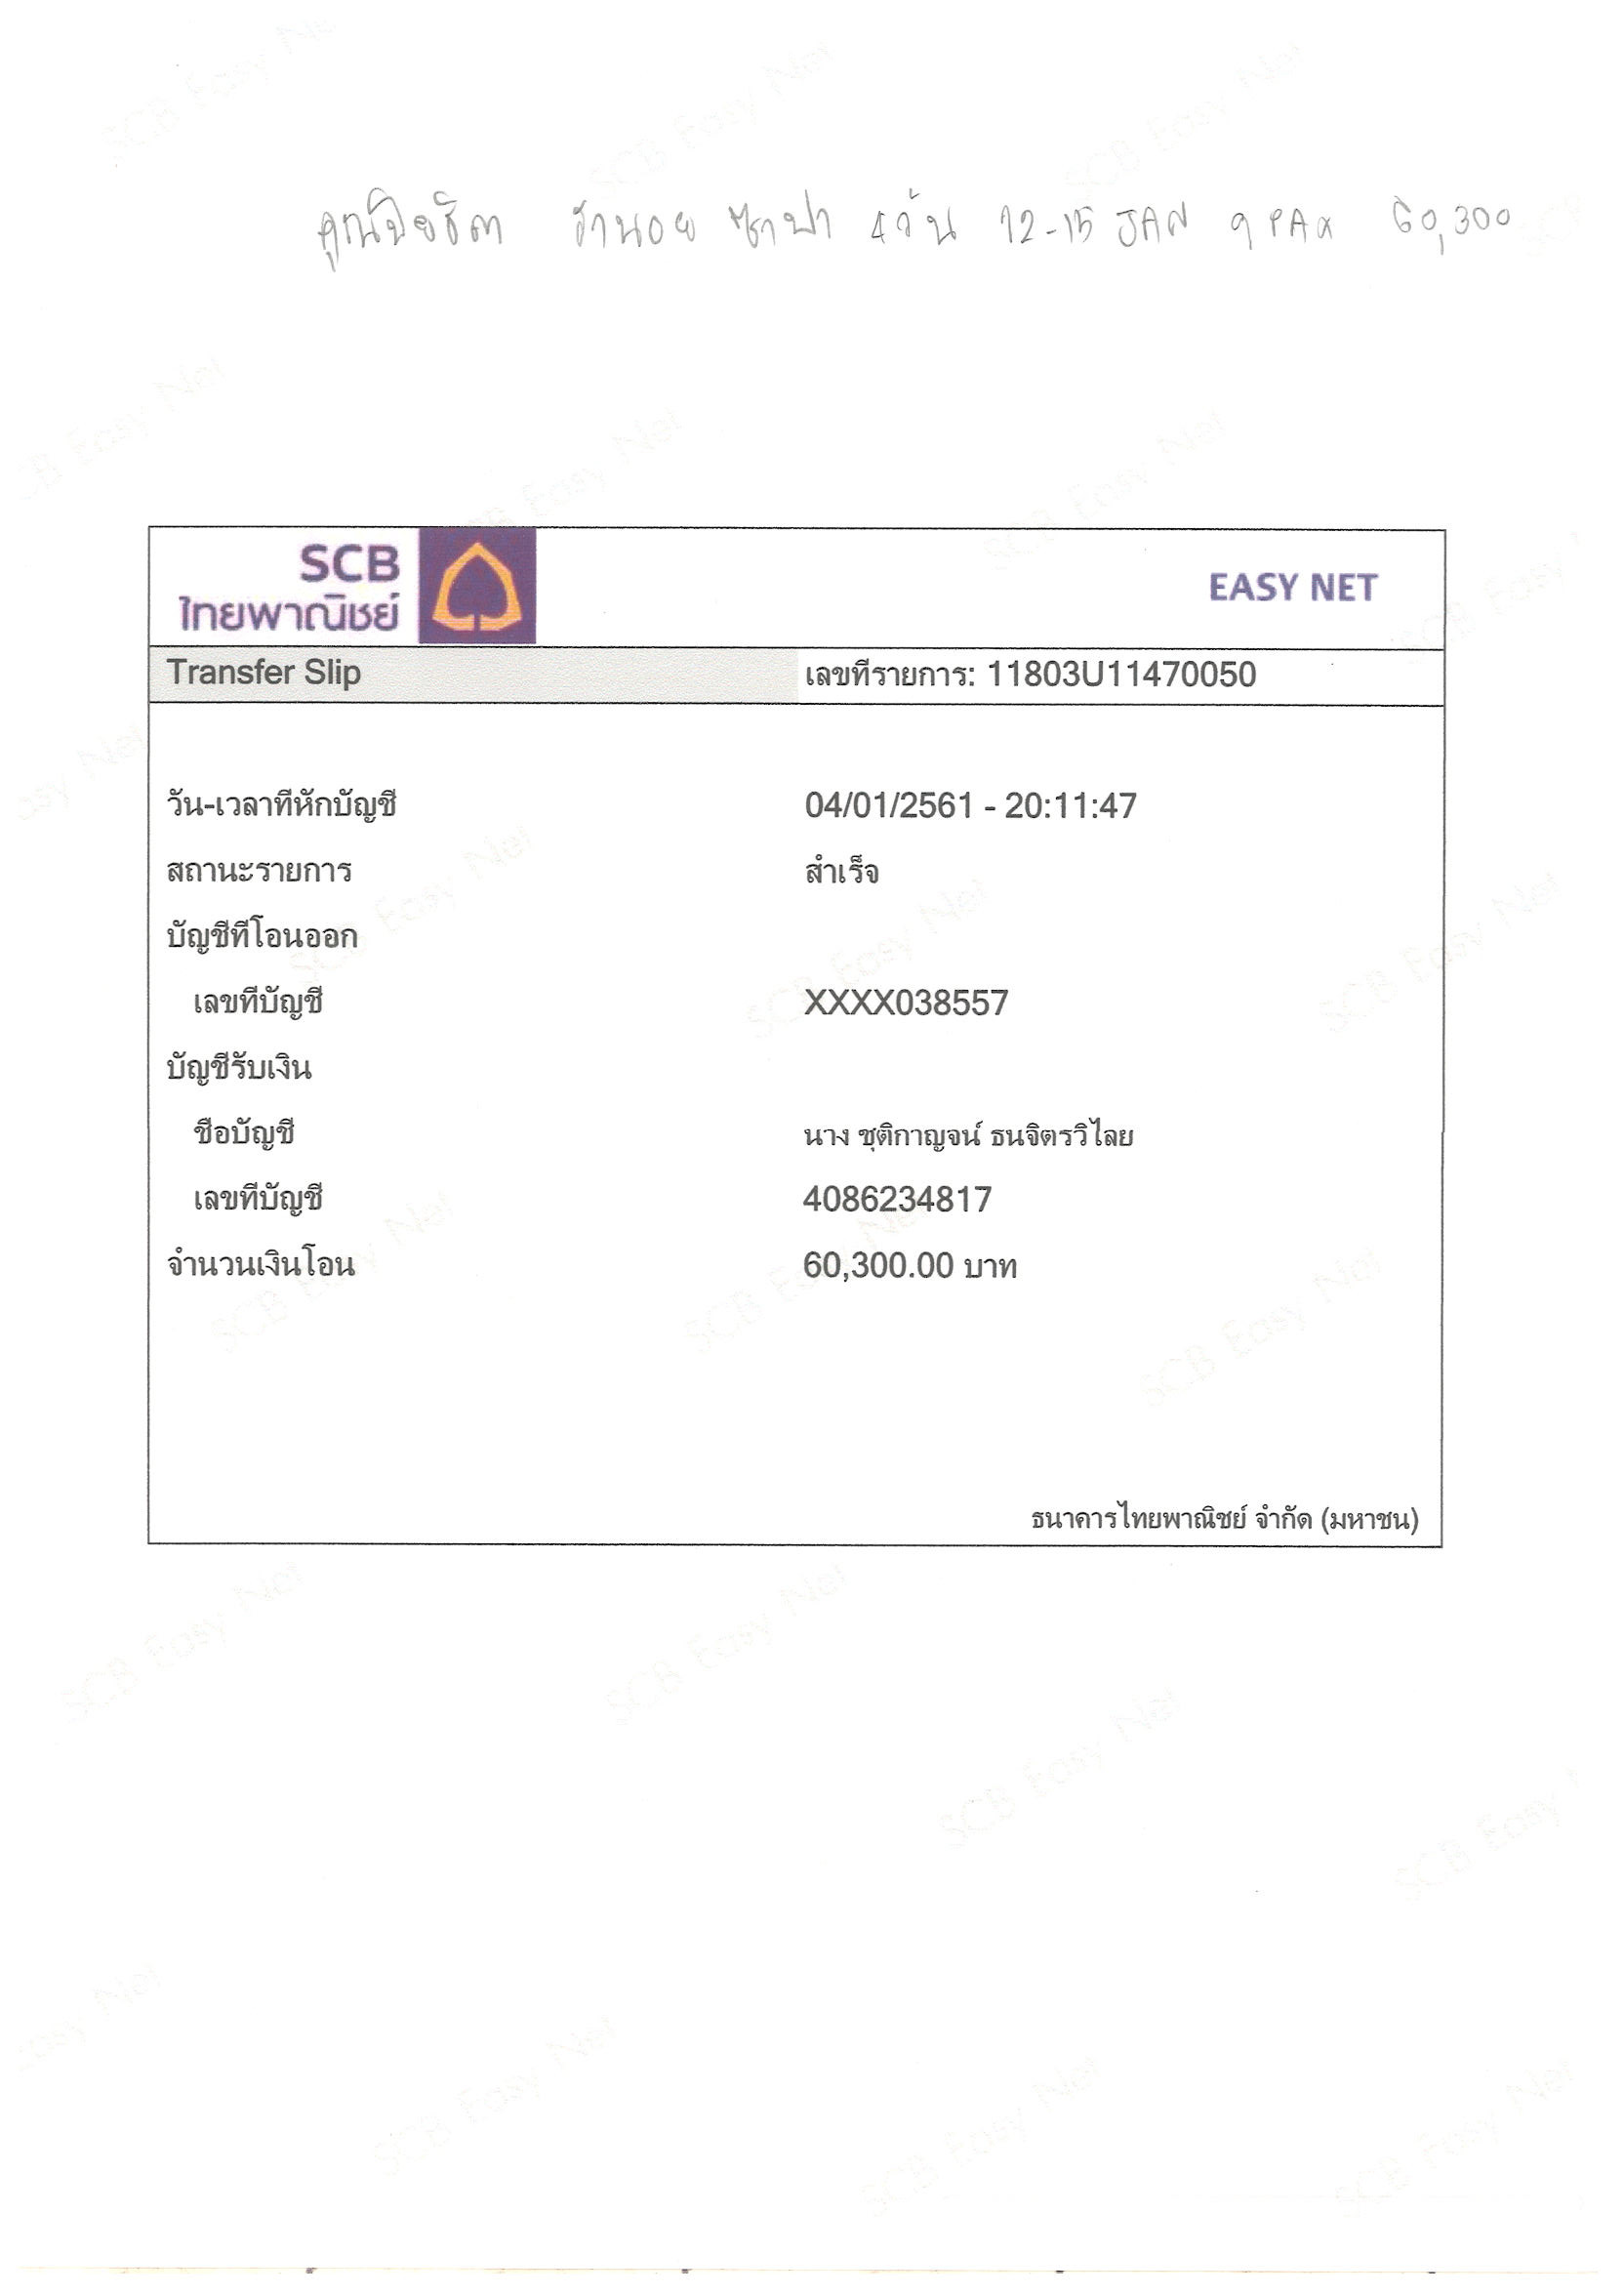 คุณปิยธิดา ฮานอย ซาปา 4วัน 12-15 JAN 9 PAX 60,300
SCB
ไทยพาณิชย์
EASY NET
Transfer Slip เลขที่รายการ: 11803U11470050
วัน-เวลาที่หักบัญชี 04/01/2561 - 20:11:47
สถานะรายการ สำเร็จ
บัญชีที่โอนออก
เลขที่บัญชี XXXX038557
บัญชีรับเงิน
ชื่อบัญชี นาง ชุติกาญจน์ ธนจิตรวิไลย
เลขที่บัญชี 4086234817
จำนวนเงินโอน 60,300.00 บาท
ธนาคารไทยพาณิชย์ จำกัด (มหาชน)
SCB Easy Net